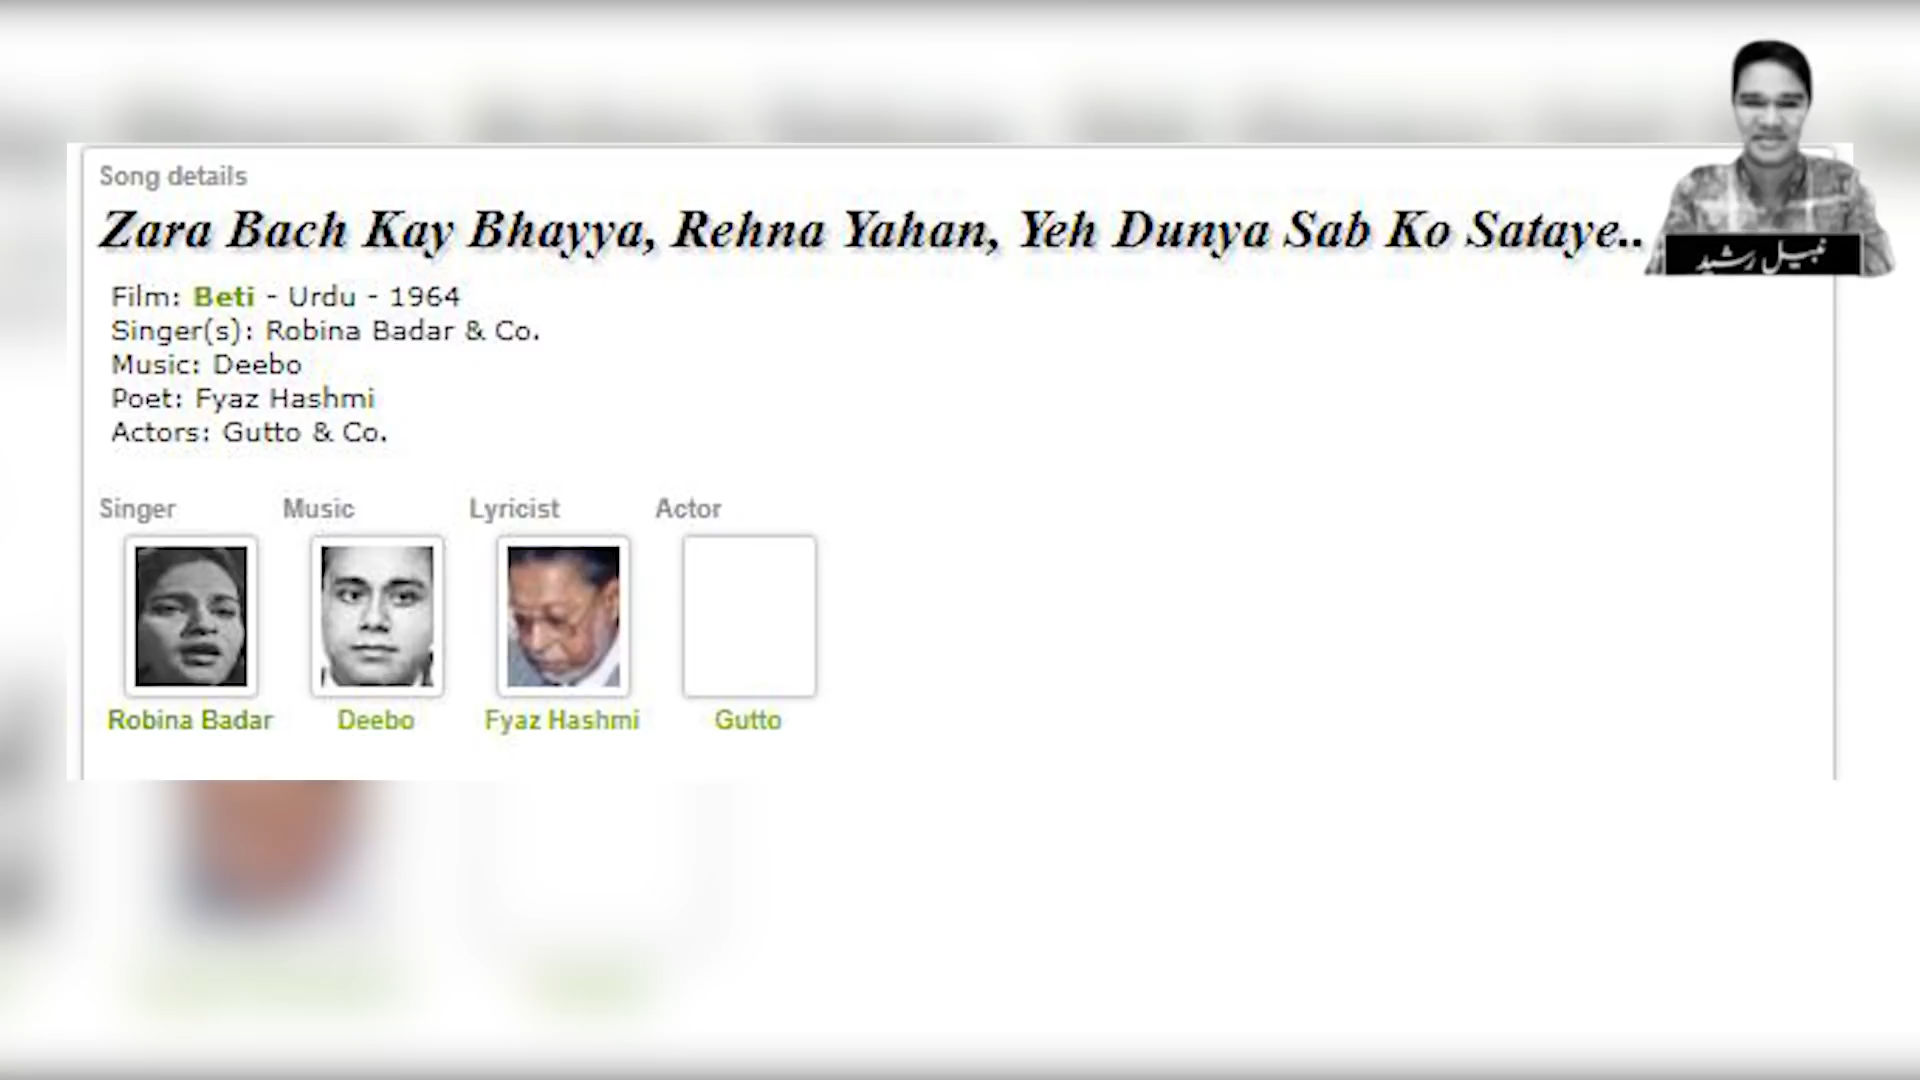 Song details
Zara Bach Kay Bhayya, Rehna Yahan, Yeh Dunya Sab Ko Sataye..
نبیل رشید
Film: Beti - Urdu - 1964
Singer(s): Robina Badar & Co.
Music: Deebo
Poet: Fyaz Hashmi
Actors: Gutto & Co.
Singer Music Lyricist Actor
Robina Badar Deebo Fyaz Hashmi Gutto